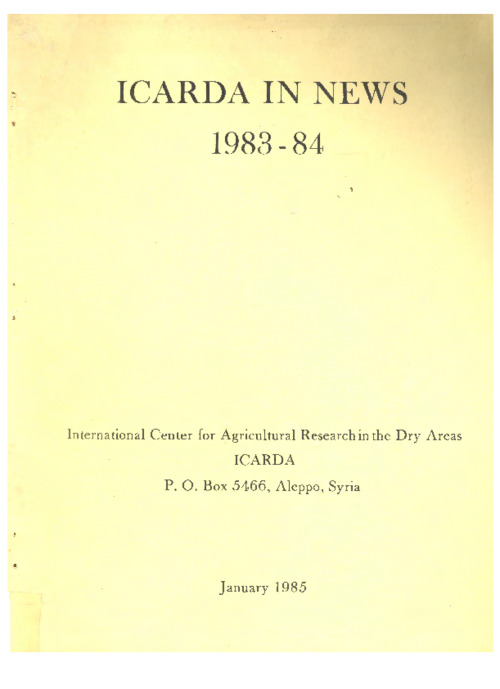 ICARDA IN NEWS
1983-84
International Center for Agricultural Research in the Dry Areas
ICARDA
P. O. Box 5466, Aleppo, Syria
January 1985